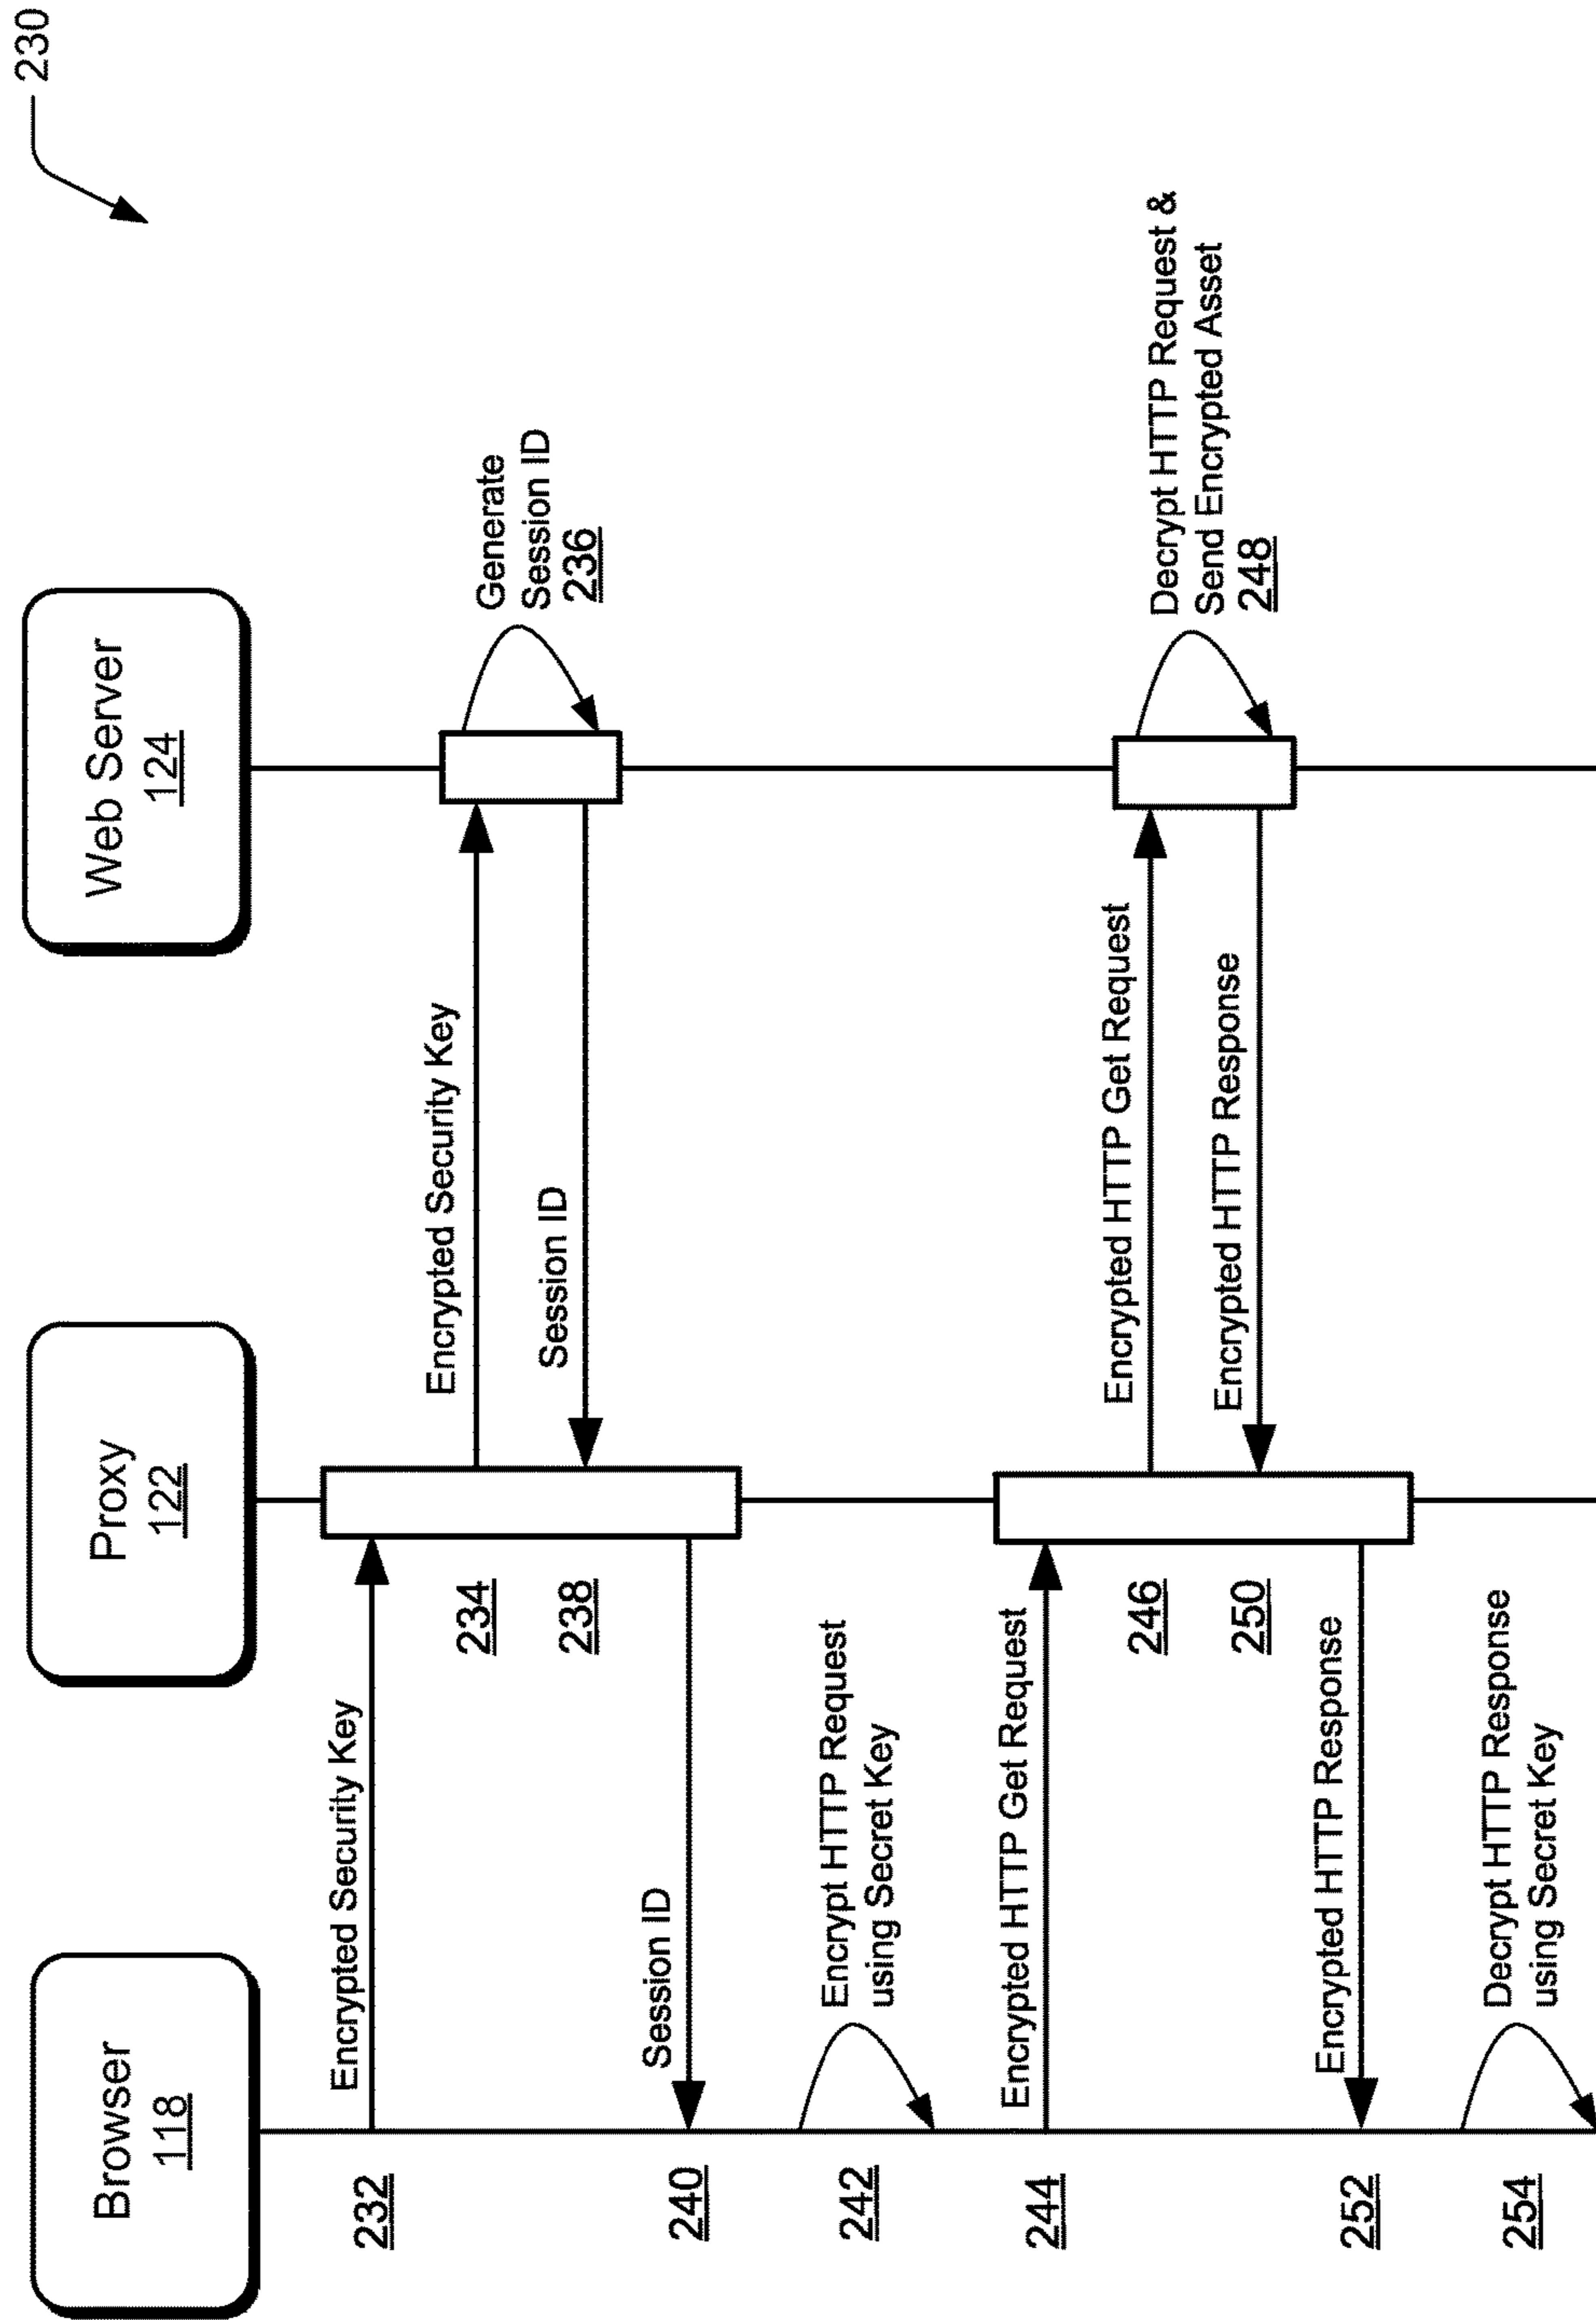 230
Browser
118
Proxy
122
Web Server
124
Encrypted Security Key
232
Encrypted Security Key
234
Generate
Session ID
236
Session ID
238
Session ID
240
Encrypt HTTP Request
using Secret Key
242
Encrypted HTTP Get Request
244
Encrypted HTTP Get Request
246
Decrypt HTTP Request &
Send Encrypted Asset
248
Encrypted HTTP Response
250
Encrypted HTTP Response
252
Decrypt HTTP Response
using Secret Key
254